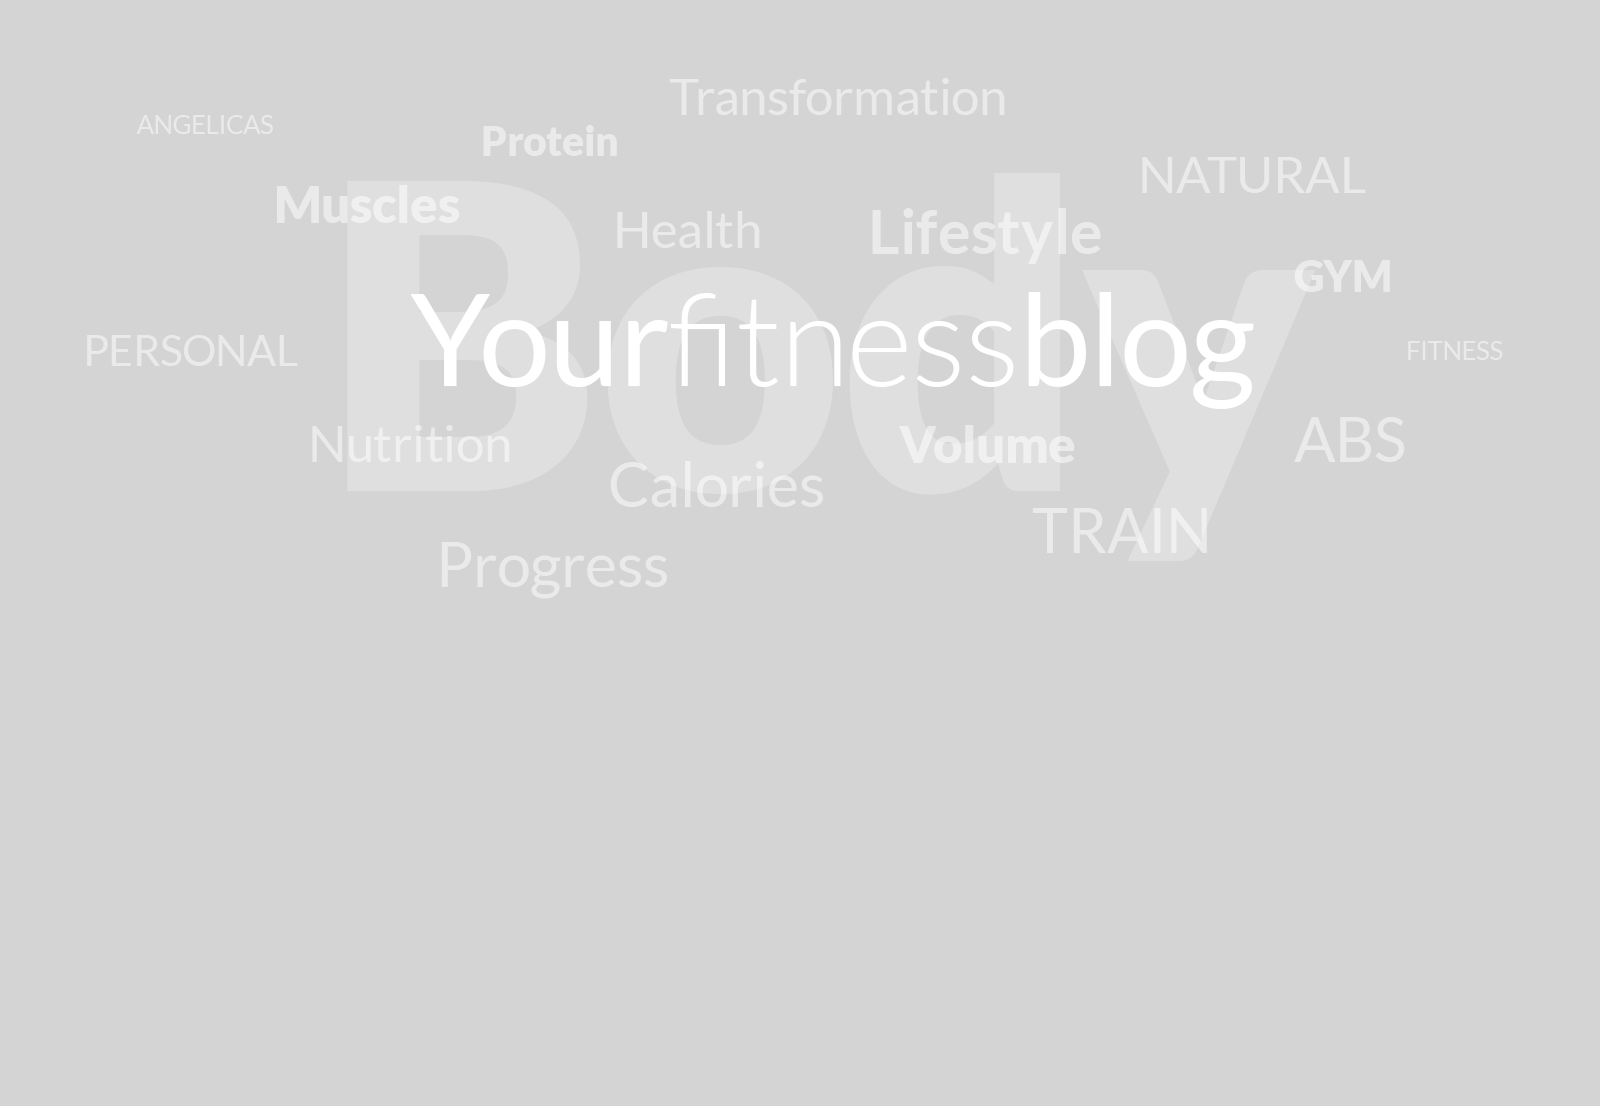 Transformation
ANGELICAS
Protein
NATURAL
Muscles
Health
Lifestyle
GYM
Body
Yourfitnessblog
PERSONAL
FITNESS
Nutrition
Volume
ABS
Calories
TRAIN
Progress